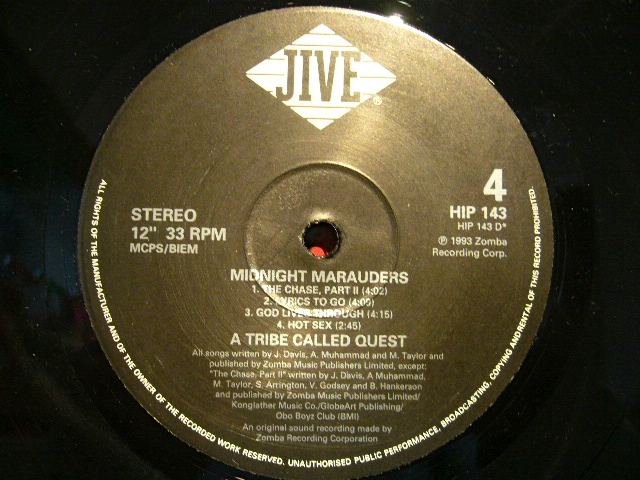 JIVE
®
4
STEREO
12" 33 RPM
MCPS/BIEM
HIP 143
HIP 143 D*
℗ 1993 Zomba
Recording Corp.
MIDNIGHT MARAUDERS
1. THE CHASE, PART II (4:02)
2. LYRICS TO GO (4:09)
3. GOD LIVES THROUGH (4:15)
4. HOT SEX (2:45)
A TRIBE CALLED QUEST
All songs written by J. Davis, A. Muhammad and M. Taylor and
published by Zomba Music Publishers Limited, except;
"The Chase, Part II" written by J. Davis, A Muhammad,
M. Taylor, S. Arrington, V. Godsey and B. Hankerson
and published by Zomba Music Publishers Limited/
Konglather Music Co./GlobeArt Publishing/
Obo Boyz Club (BMI)
An original sound recording made by
Zomba Recording Corporation
ALL RIGHTS OF THE MANUFACTURER AND OF THE OWNER OF THE RECORDED WORK RESERVED. UNAUTHORISED PUBLIC PERFORMANCE, BROADCASTING, COPYING AND RENTAL OF THIS RECORD PROHIBITED.